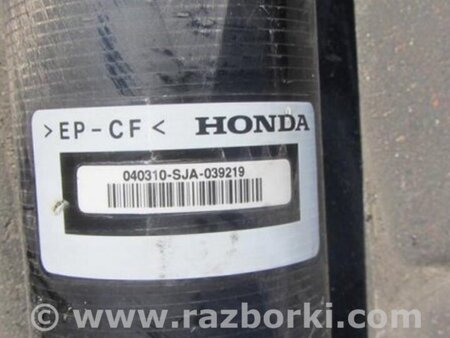 >EP-CF< HONDA
040310-SJA-039219
© www.razborki.com